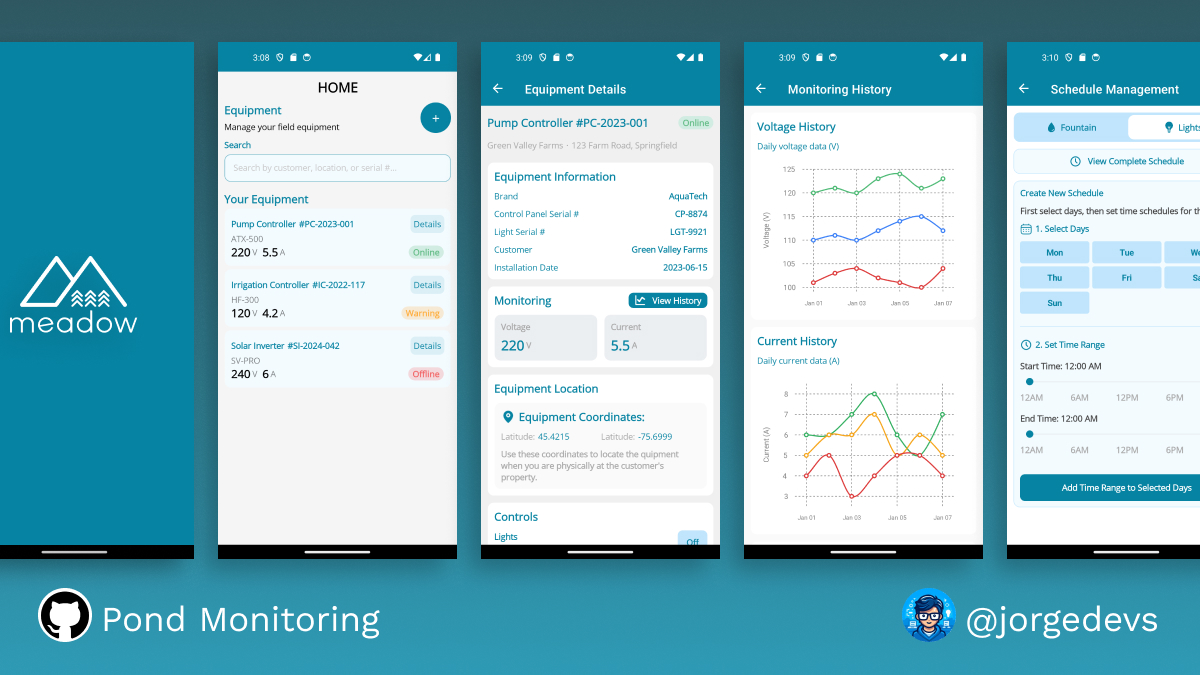 meadow
3:08
HOME
Equipment
Manage your field equipment
+
Search
Search by customer, location, or serial #...
Your Equipment
Pump Controller #PC-2023-001
Details
ATX-500
220 V 5.5 A
Online
Irrigation Controller #IC-2022-117
Details
HF-300
120 V 4.2 A
Warning
Solar Inverter #SI-2024-042
Details
SV-PRO
240 V 6 A
Offline
3:09
Equipment Details
Pump Controller #PC-2023-001
Online
Green Valley Farms · 123 Farm Road, Springfield
Equipment Information
Brand AquaTech
Control Panel Serial # CP-8874
Light Serial # LGT-9921
Customer Green Valley Farms
Installation Date 2023-06-15
Monitoring
View History
Voltage
220 V
Current
5.5 A
Equipment Location
Equipment Coordinates:
Latitude: 45.4215 Latitude: -75.6999
Use these coordinates to locate the quipment
when you are physically at the customer's
property.
Controls
Lights
Off
3:09
Monitoring History
Voltage History
Daily voltage data (V)
Voltage (V)
125
120
115
110
105
100
Jan 01 Jan 03 Jan 05 Jan 07
Current History
Daily current data (A)
Current (A)
8
7
6
5
4
3
Jan 01 Jan 03 Jan 05 Jan 07
3:10
Schedule Management
Fountain Lights
View Complete Schedule
Create New Schedule
First select days, then set time schedules for th
1. Select Days
Mon Tue We
Thu Fri Sa
Sun
2. Set Time Range
Start Time: 12:00 AM
12AM 6AM 12PM 6PM
End Time: 12:00 AM
12AM 6AM 12PM 6PM
Add Time Range to Selected Days
Pond Monitoring
@jorgedevs